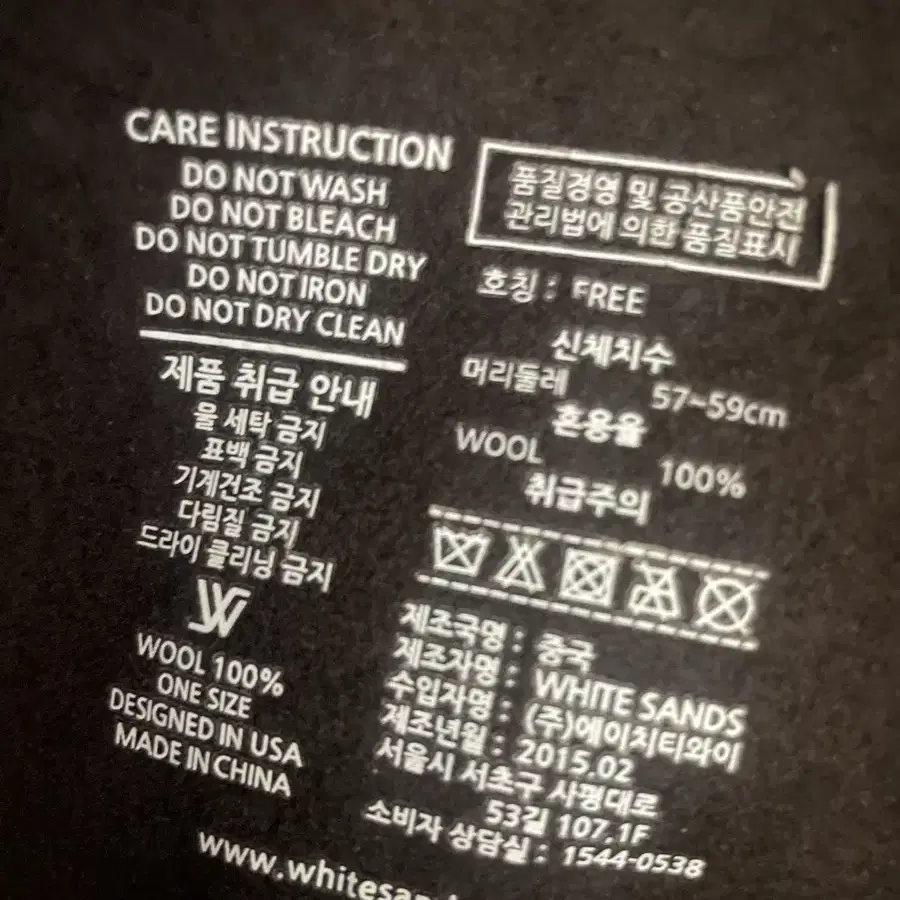 CARE INSTRUCTION
DO NOT WASH
DO NOT BLEACH
DO NOT TUMBLE DRY
DO NOT IRON
DO NOT DRY CLEAN
제품 취급 안내
물 세탁 금지
표백 금지
기계건조 금지
다림질 금지
드라이 클리닝 금지
WOOL 100%
ONE SIZE
DESIGNED IN USA
MADE IN CHINA
품질경영 및 공산품안전
관리법에 의한 품질표시
호칭 : FREE
신체치수
머리둘레 57~59cm
혼용율
WOOL 100%
취급주의
제조국명 : 중국
제조자명 : WHITE SANDS
수입자명 : (주)에이치티와이
제조년월 : 2015.02
서울시 서초구 사평대로
53길 107,1F
소비자 상담실 : 1544-0538